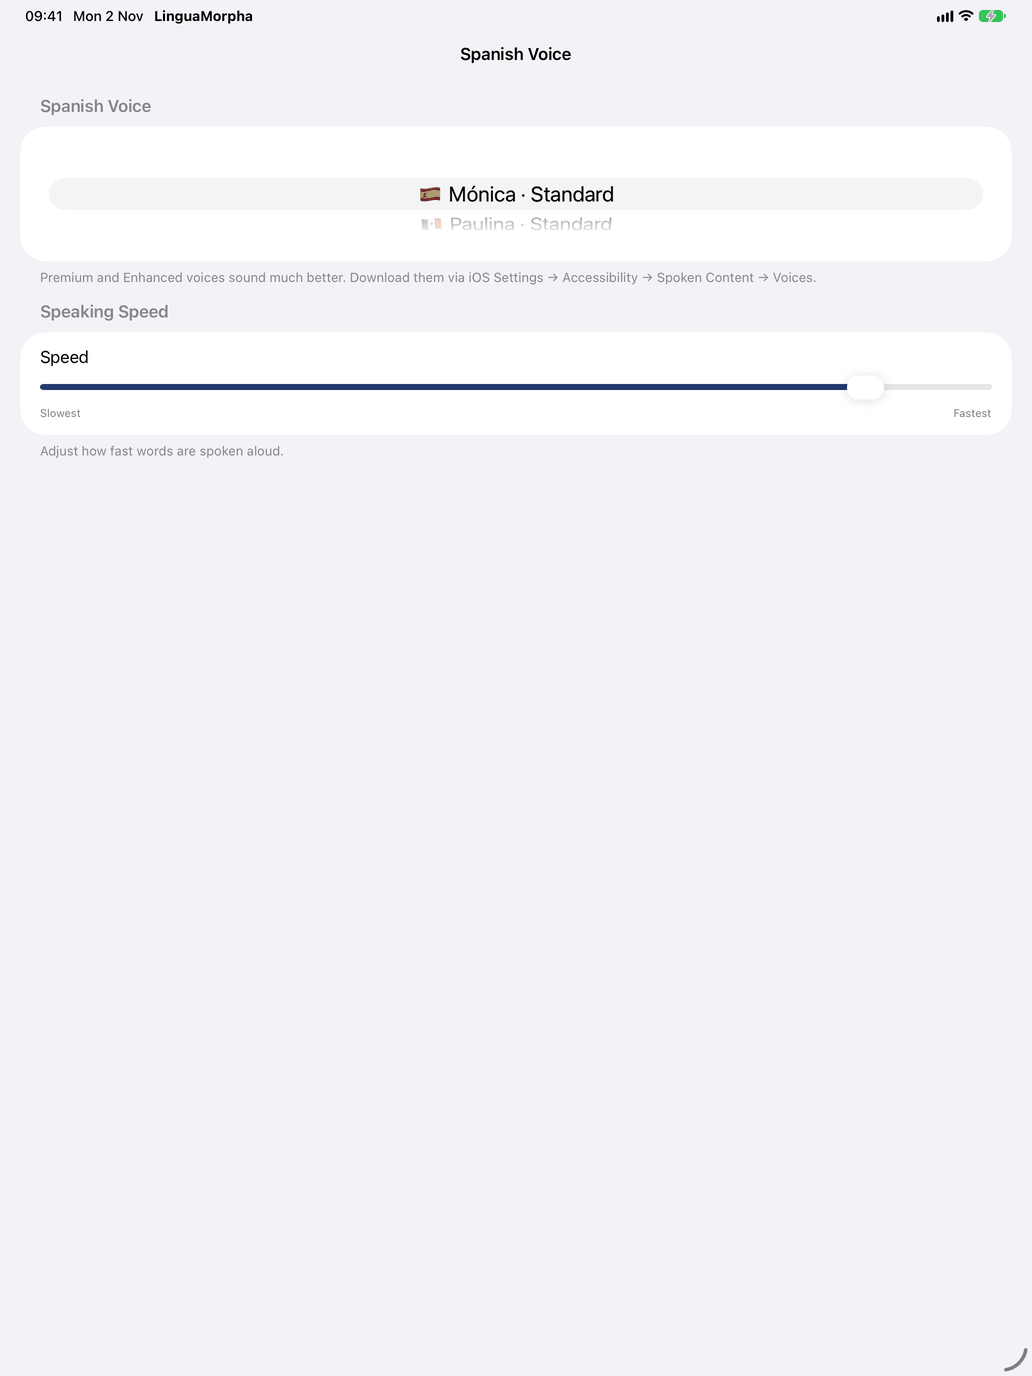 09:41 Mon 2 Nov LinguaMorpha
Spanish Voice
Spanish Voice
Mónica · Standard
Paulina · Standard
Premium and Enhanced voices sound much better. Download them via iOS Settings → Accessibility → Spoken Content → Voices.
Speaking Speed
Speed
Slowest Fastest
Adjust how fast words are spoken aloud.